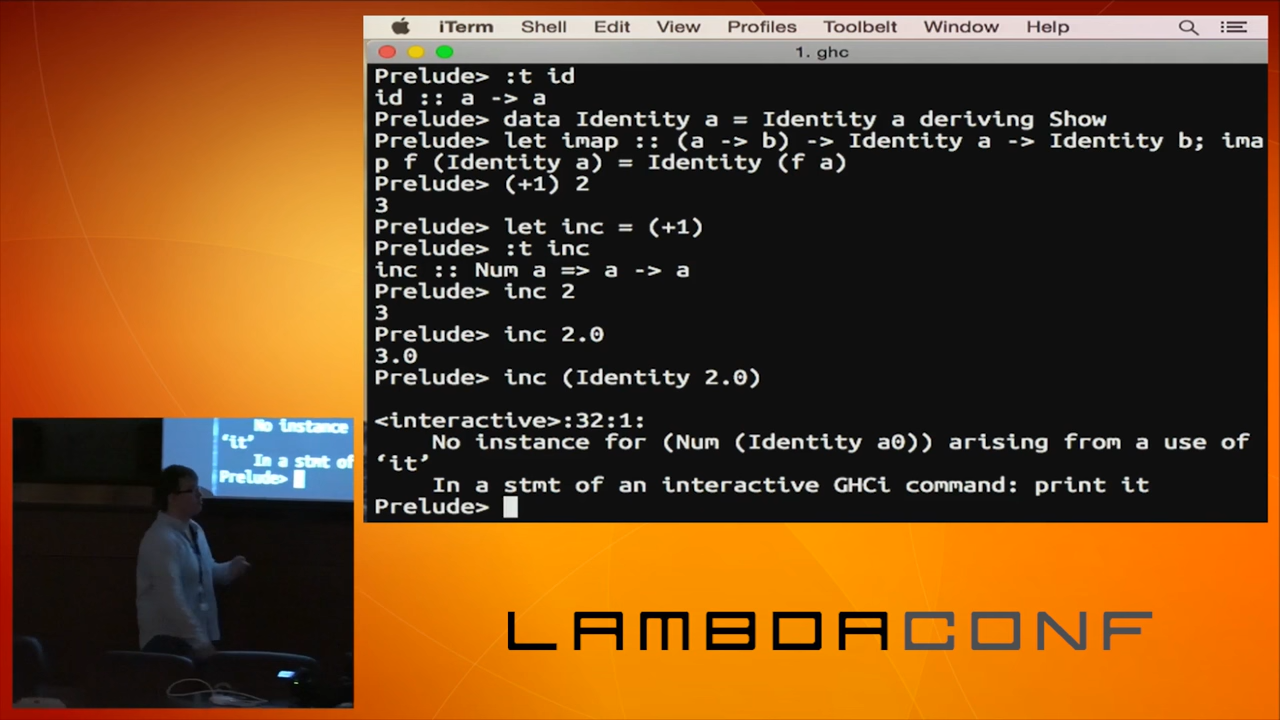 iTerm Shell Edit View Profiles Toolbelt Window Help
1. ghc
Prelude> :t id
id :: a -> a
Prelude> data Identity a = Identity a deriving Show
Prelude> let imap :: (a -> b) -> Identity a -> Identity b; ima
p f (Identity a) = Identity (f a)
Prelude> (+1) 2
3
Prelude> let inc = (+1)
Prelude> :t inc
inc :: Num a => a -> a
Prelude> inc 2
3
Prelude> inc 2.0
3.0
Prelude> inc (Identity 2.0)
<interactive>:32:1:
No instance for (Num (Identity a0)) arising from a use of
‘it’
In a stmt of an interactive GHCi command: print it
Prelude>
No instance
‘it’
In a stmt of
Prelude>
LAMBDACONF